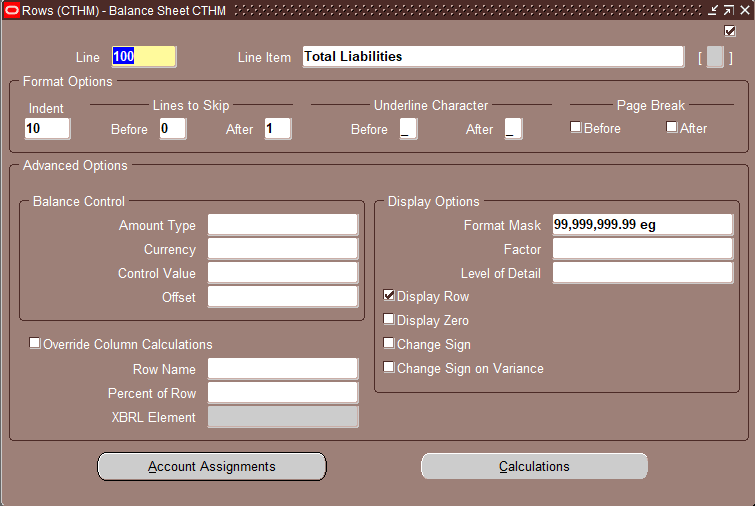 Rows (CTHM) - Balance Sheet CTHM
Line 100 Line Item Total Liabilities [ ]
Format Options
Indent Lines to Skip Underline Character Page Break
10 Before 0 After 1 Before _ After _ Before After
Advanced Options
Balance Control Display Options
Amount Type Format Mask 99,999,999.99 eg
Currency Factor
Control Value Level of Detail
Offset Display Row
Display Zero
Override Column Calculations Change Sign
Row Name Change Sign on Variance
Percent of Row
XBRL Element
Account Assignments Calculations